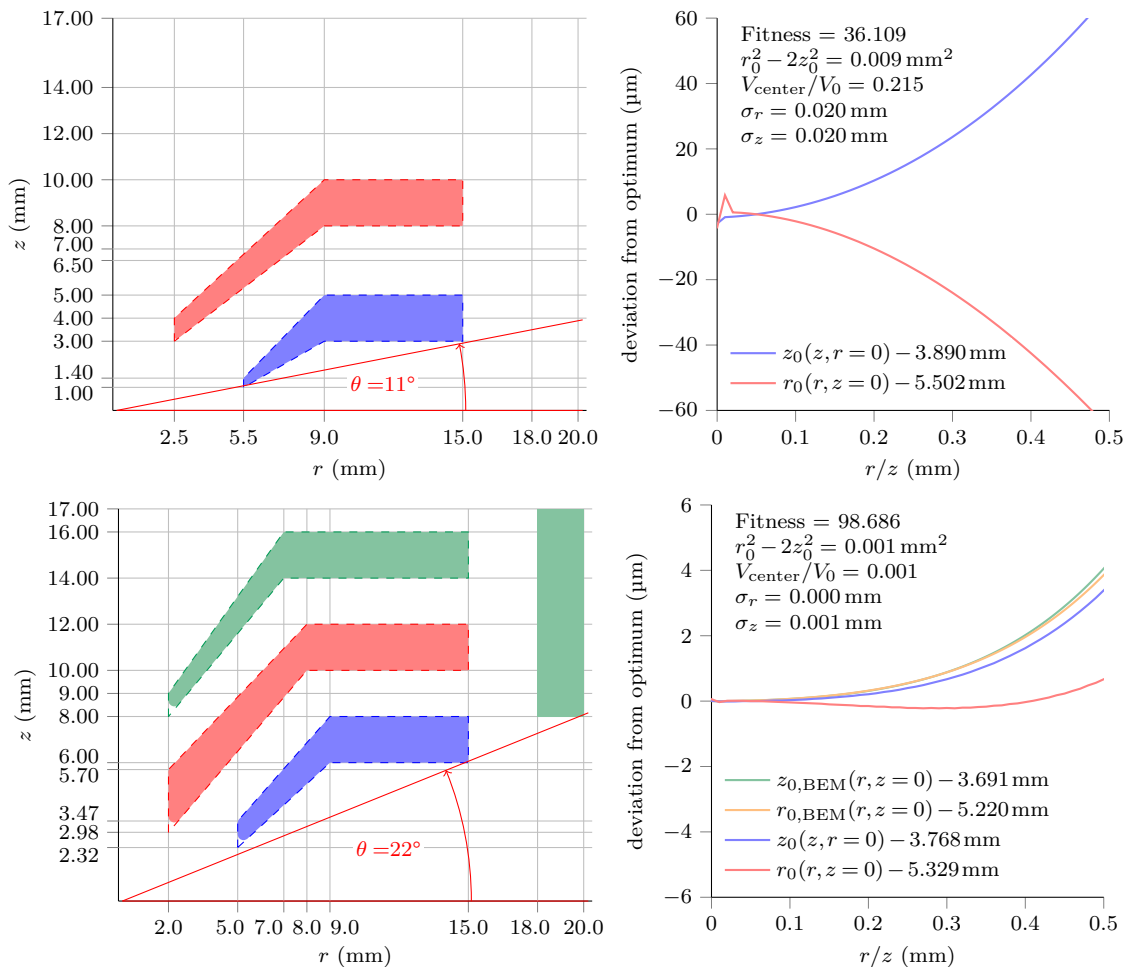 17.00
14.00
12.00
10.00
8.00
7.00
6.50
5.00
4.00
3.00
1.40
1.00
z (mm)
θ =11°
2.5 5.5 9.0 15.0 18.0 20.0
r (mm)
60
40
20
0
−20
−40
−60
deviation from optimum (µm)
Fitness = 36.109
r₀² − 2z₀² = 0.009 mm²
V_center/V₀ = 0.215
σ_r = 0.020 mm
σ_z = 0.020 mm
z₀(z, r = 0) − 3.890 mm
r₀(r, z = 0) − 5.502 mm
0 0.1 0.2 0.3 0.4 0.5
r/z (mm)
17.00
16.00
14.00
12.00
10.00
9.00
8.00
6.00
5.70
3.47
2.98
2.32
z (mm)
θ =22°
2.0 5.0 7.0 8.0 9.0 15.0 18.0 20.0
r (mm)
6
4
2
0
−2
−4
−6
deviation from optimum (µm)
Fitness = 98.686
r₀² − 2z₀² = 0.001 mm²
V_center/V₀ = 0.001
σ_r = 0.000 mm
σ_z = 0.001 mm
z₀,BEM(r, z = 0) − 3.691 mm
r₀,BEM(r, z = 0) − 5.220 mm
z₀(z, r = 0) − 3.768 mm
r₀(r, z = 0) − 5.329 mm
0 0.1 0.2 0.3 0.4 0.5
r/z (mm)